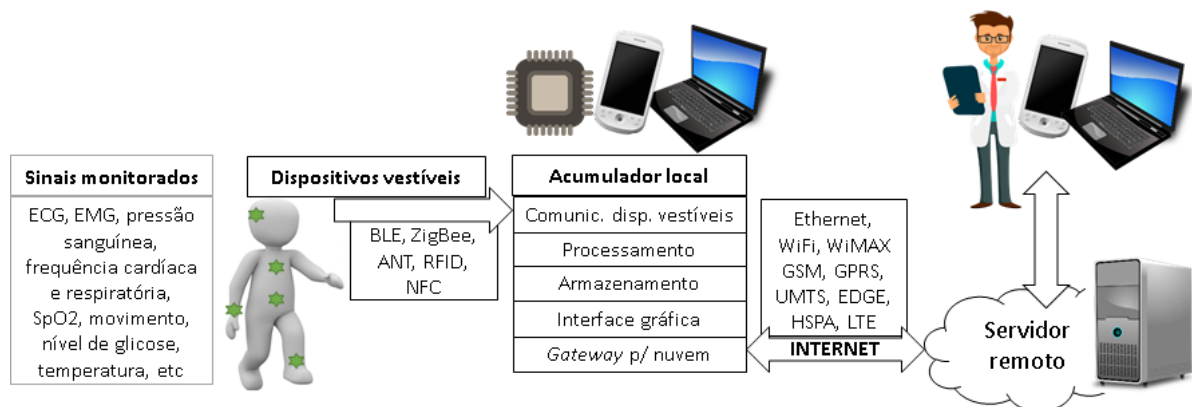 Sinais monitorados
ECG, EMG, pressão
sanguínea,
frequência cardíaca
e respiratória,
SpO2, movimento,
nível de glicose,
temperatura, etc
Dispositivos vestíveis
BLE, ZigBee,
ANT, RFID,
NFC
Acumulador local
Comunic. disp. vestíveis
Processamento
Armazenamento
Interface gráfica
Gateway p/ nuvem
Ethernet,
WiFi, WiMAX
GSM, GPRS,
UMTS, EDGE,
HSPA, LTE
INTERNET
Servidor
remoto